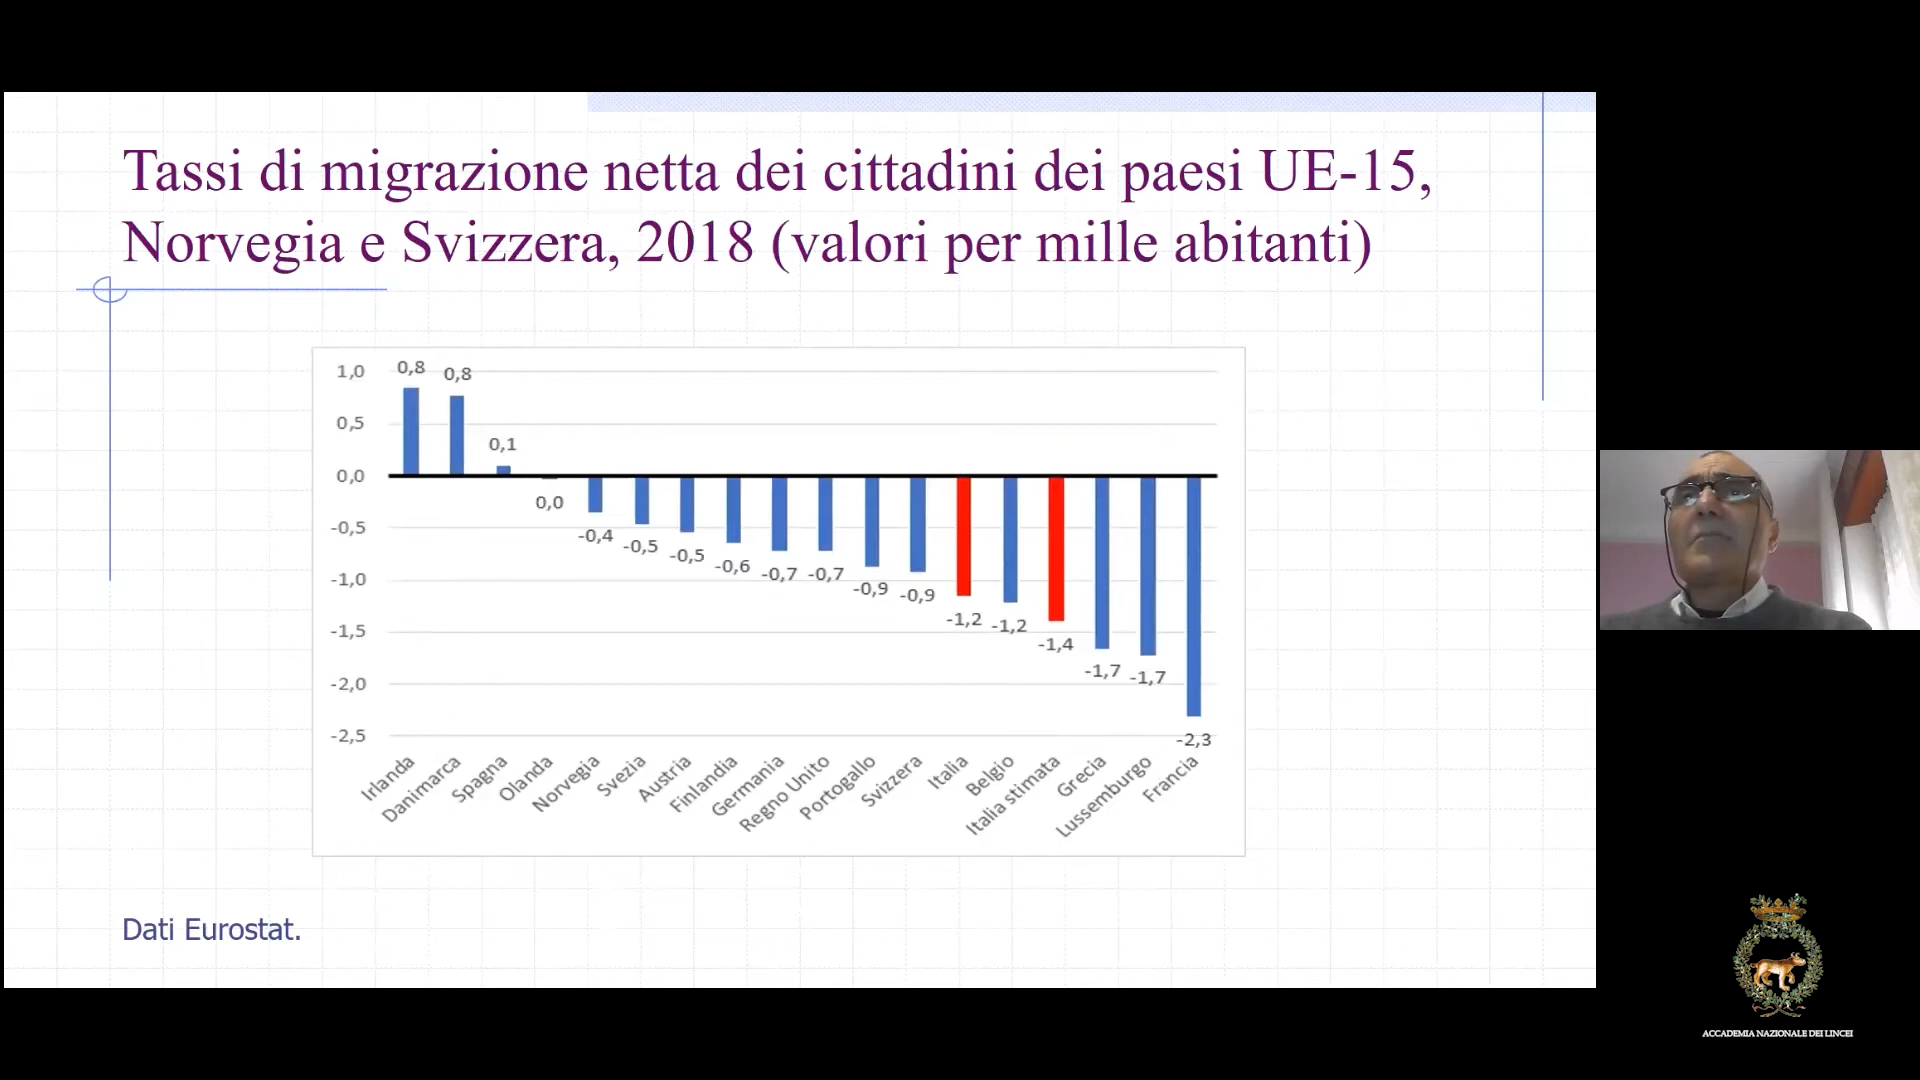 Tassi di migrazione netta dei cittadini dei paesi UE-15,
Norvegia e Svizzera, 2018 (valori per mille abitanti)
1,0
0,5
0,0
-0,5
-1,0
-1,5
-2,0
-2,5
0,8
0,8
0,1
0,0
-0,4
-0,5
-0,5
-0,6
-0,7
-0,7
-0,9
-0,9
-1,2
-1,2
-1,4
-1,7
-1,7
-2,3
Irlanda
Danimarca
Spagna
Olanda
Norvegia
Svezia
Austria
Finlandia
Germania
Regno Unito
Portogallo
Svizzera
Italia
Belgio
Italia stimata
Grecia
Lussemburgo
Francia
Dati Eurostat.
ACCADEMIA NAZIONALE DEI LINCEI